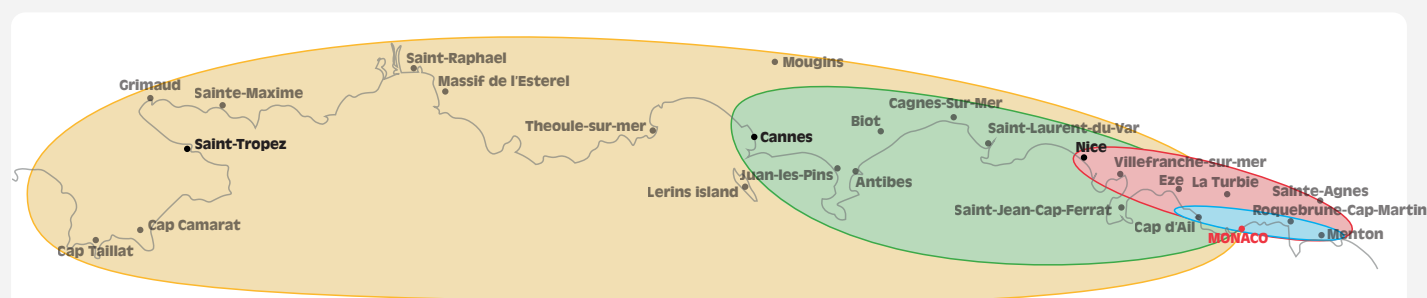 Saint-Raphael
Mougins
Massif de l'Esterel
Grimaud
Sainte-Maxime
Cagnes-Sur-Mer
Biot
Theoule-sur-mer
Saint-Laurent-du-Var
Cannes
Saint-Tropez
Nice
Villefranche-sur-mer
Juan-les-Pins
Antibes
Eze
La Turbie
Lerins island
Sainte-Agnes
Saint-Jean-Cap-Ferrat
Roquebrune-Cap-Martin
Cap Camarat
Cap d'Ail
MONACO
Menton
Cap Taillat